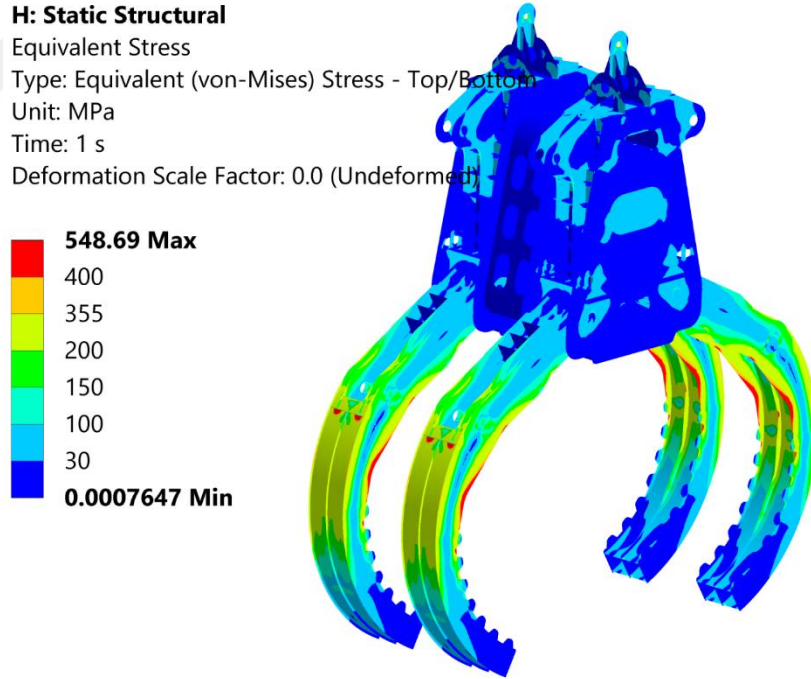 H: Static Structural
Equivalent Stress
Type: Equivalent (von-Mises) Stress - Top/Bottom
Unit: MPa
Time: 1 s
Deformation Scale Factor: 0.0 (Undeformed)
548.69 Max
400
355
200
150
100
30
0.0007647 Min